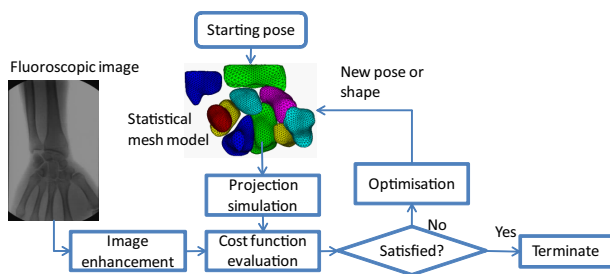 Starting pose
Fluoroscopic image
New pose or
shape
Statistical
mesh model
Projection
simulation
Optimisation
No
Yes
Image
enhancement
Cost function
evaluation
Satisfied?
Terminate